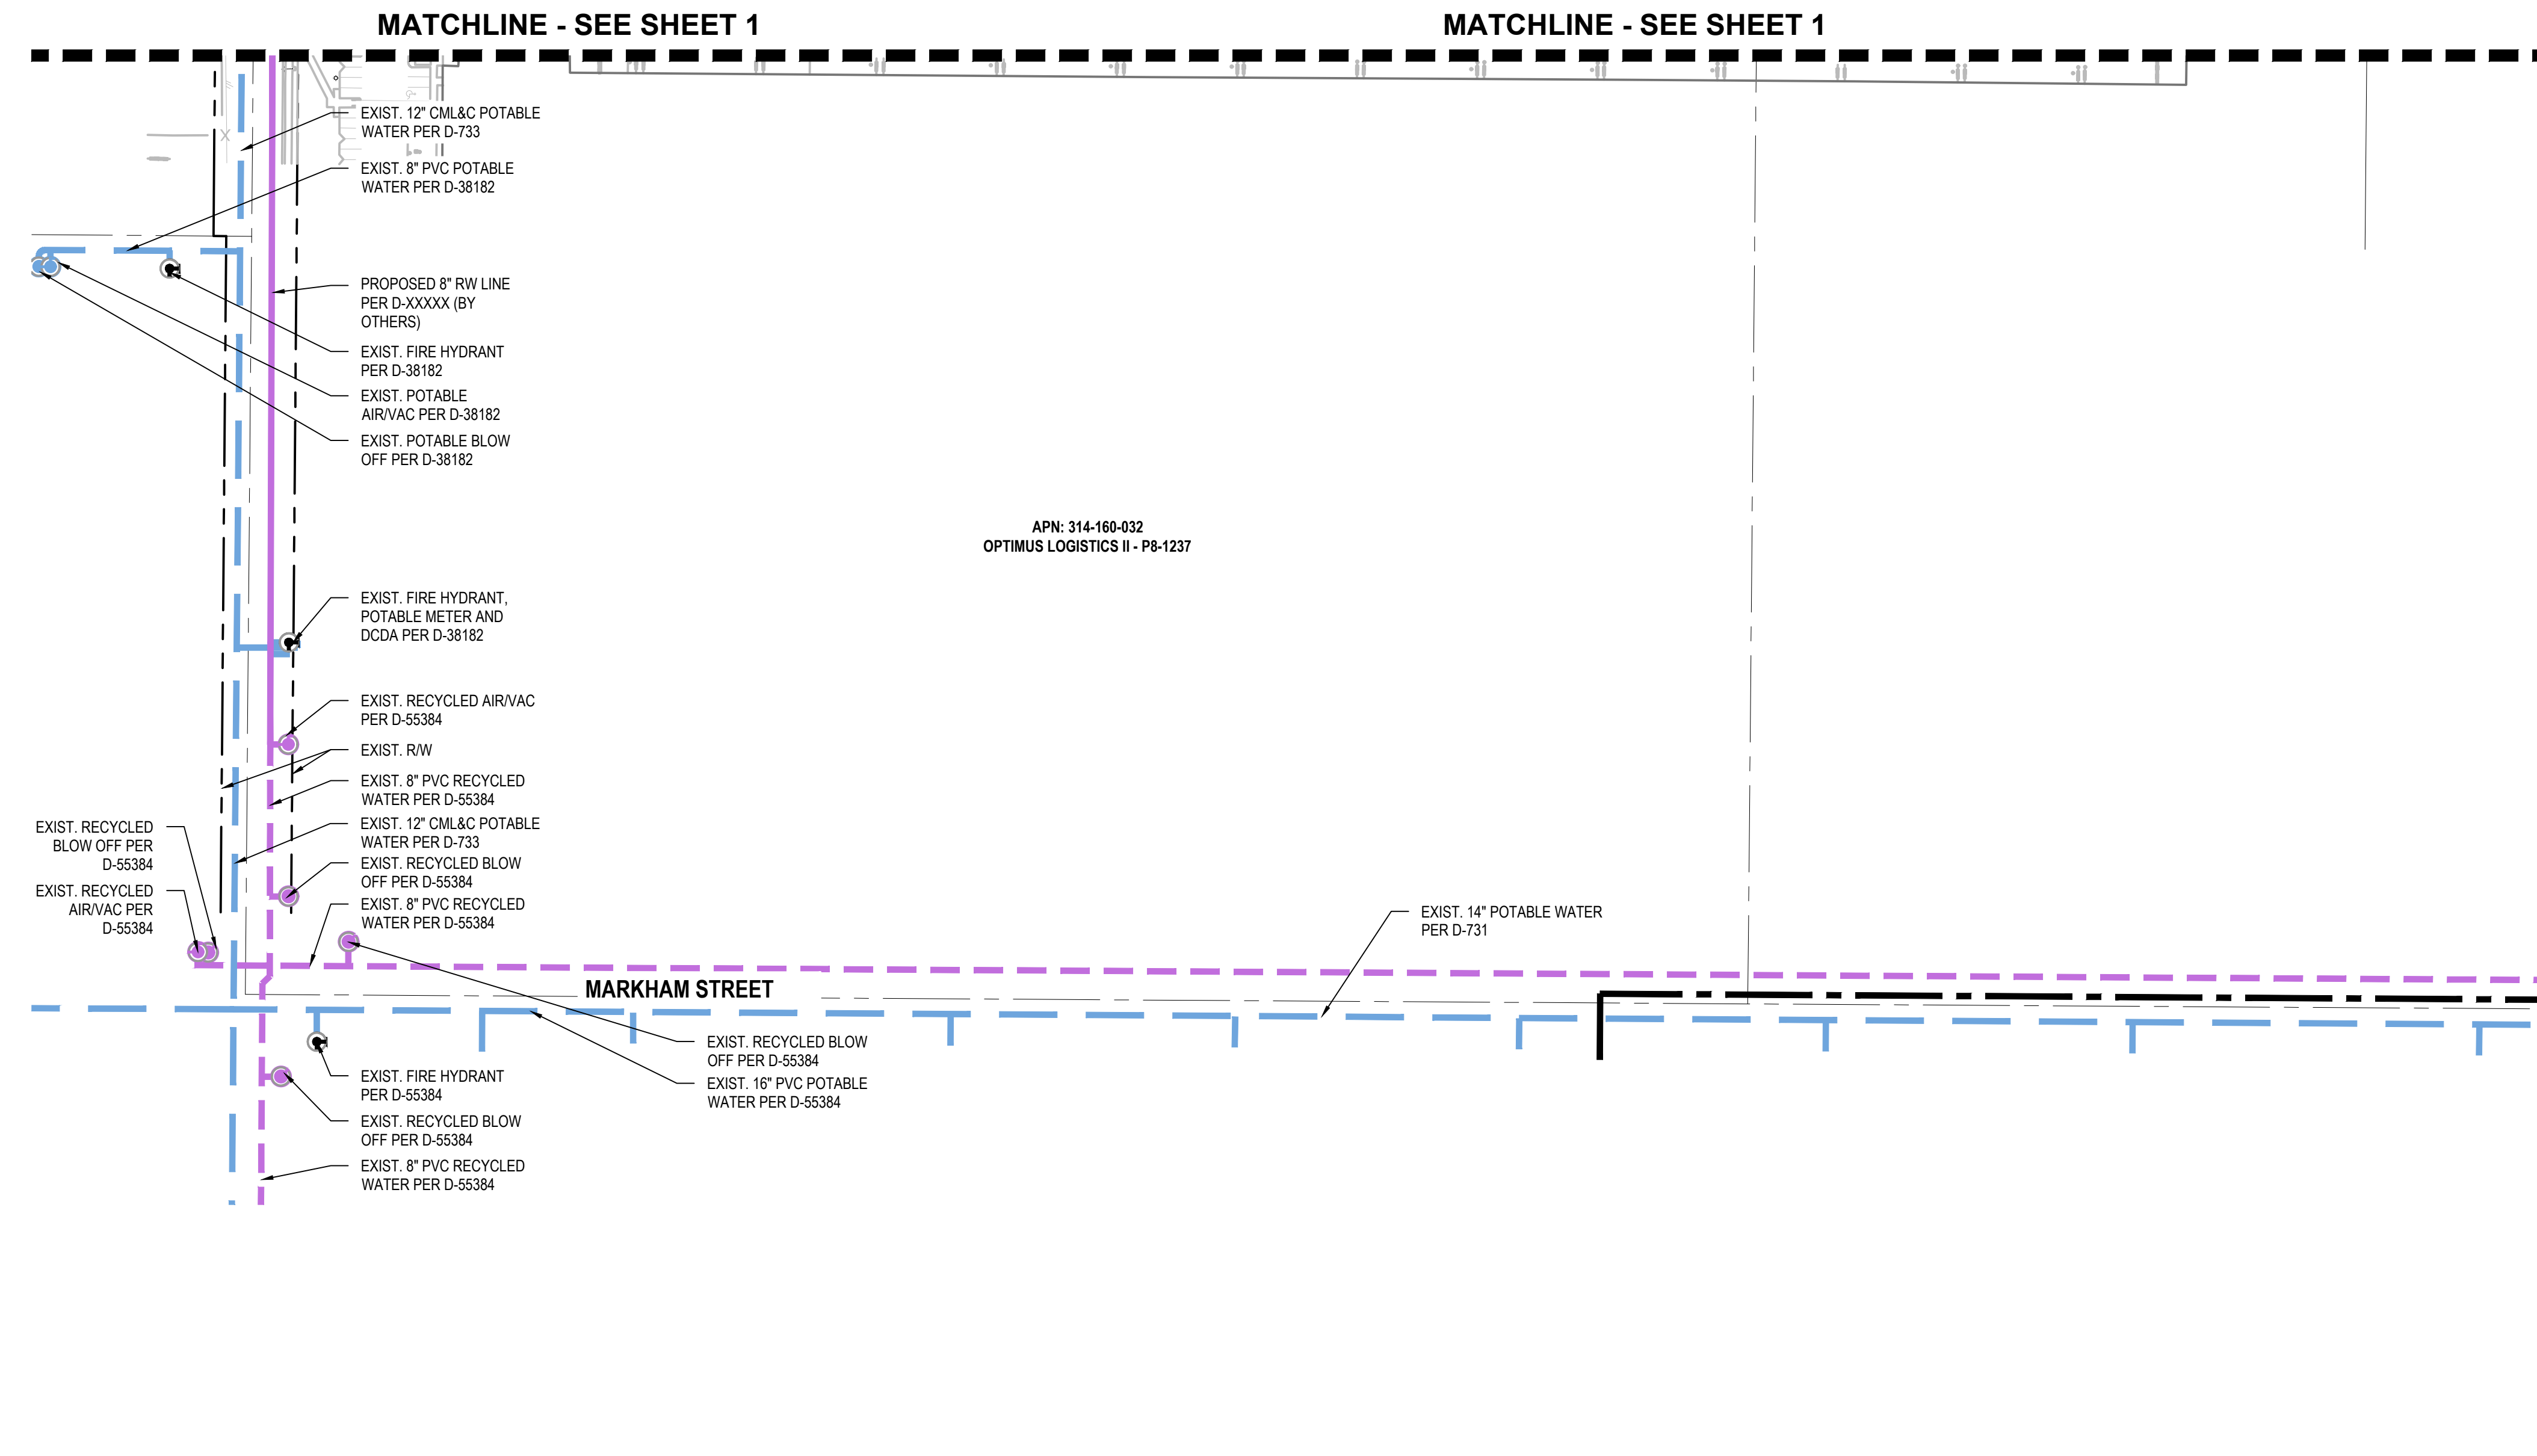 MATCHLINE - SEE SHEET 1
MATCHLINE - SEE SHEET 1
EXIST. 12" CML&C POTABLE
WATER PER D-733
EXIST. 8" PVC POTABLE
WATER PER D-38182
PROPOSED 8" RW LINE
PER D-XXXXX (BY
OTHERS)
EXIST. FIRE HYDRANT
PER D-38182
EXIST. POTABLE
AIR/VAC PER D-38182
EXIST. POTABLE BLOW
OFF PER D-38182
APN: 314-160-032
OPTIMUS LOGISTICS II - P8-1237
EXIST. FIRE HYDRANT,
POTABLE METER AND
DCDA PER D-38182
EXIST. RECYCLED AIR/VAC
PER D-55384
EXIST. R/W
EXIST. 8" PVC RECYCLED
WATER PER D-55384
EXIST. 12" CML&C POTABLE
WATER PER D-733
EXIST. RECYCLED BLOW
OFF PER D-55384
EXIST. 8" PVC RECYCLED
WATER PER D-55384
EXIST. RECYCLED
BLOW OFF PER
D-55384
EXIST. RECYCLED
AIR/VAC PER
D-55384
EXIST. 14" POTABLE WATER
PER D-731
MARKHAM STREET
EXIST. RECYCLED BLOW
OFF PER D-55384
EXIST. 16" PVC POTABLE
WATER PER D-55384
EXIST. FIRE HYDRANT
PER D-55384
EXIST. RECYCLED BLOW
OFF PER D-55384
EXIST. 8" PVC RECYCLED
WATER PER D-55384